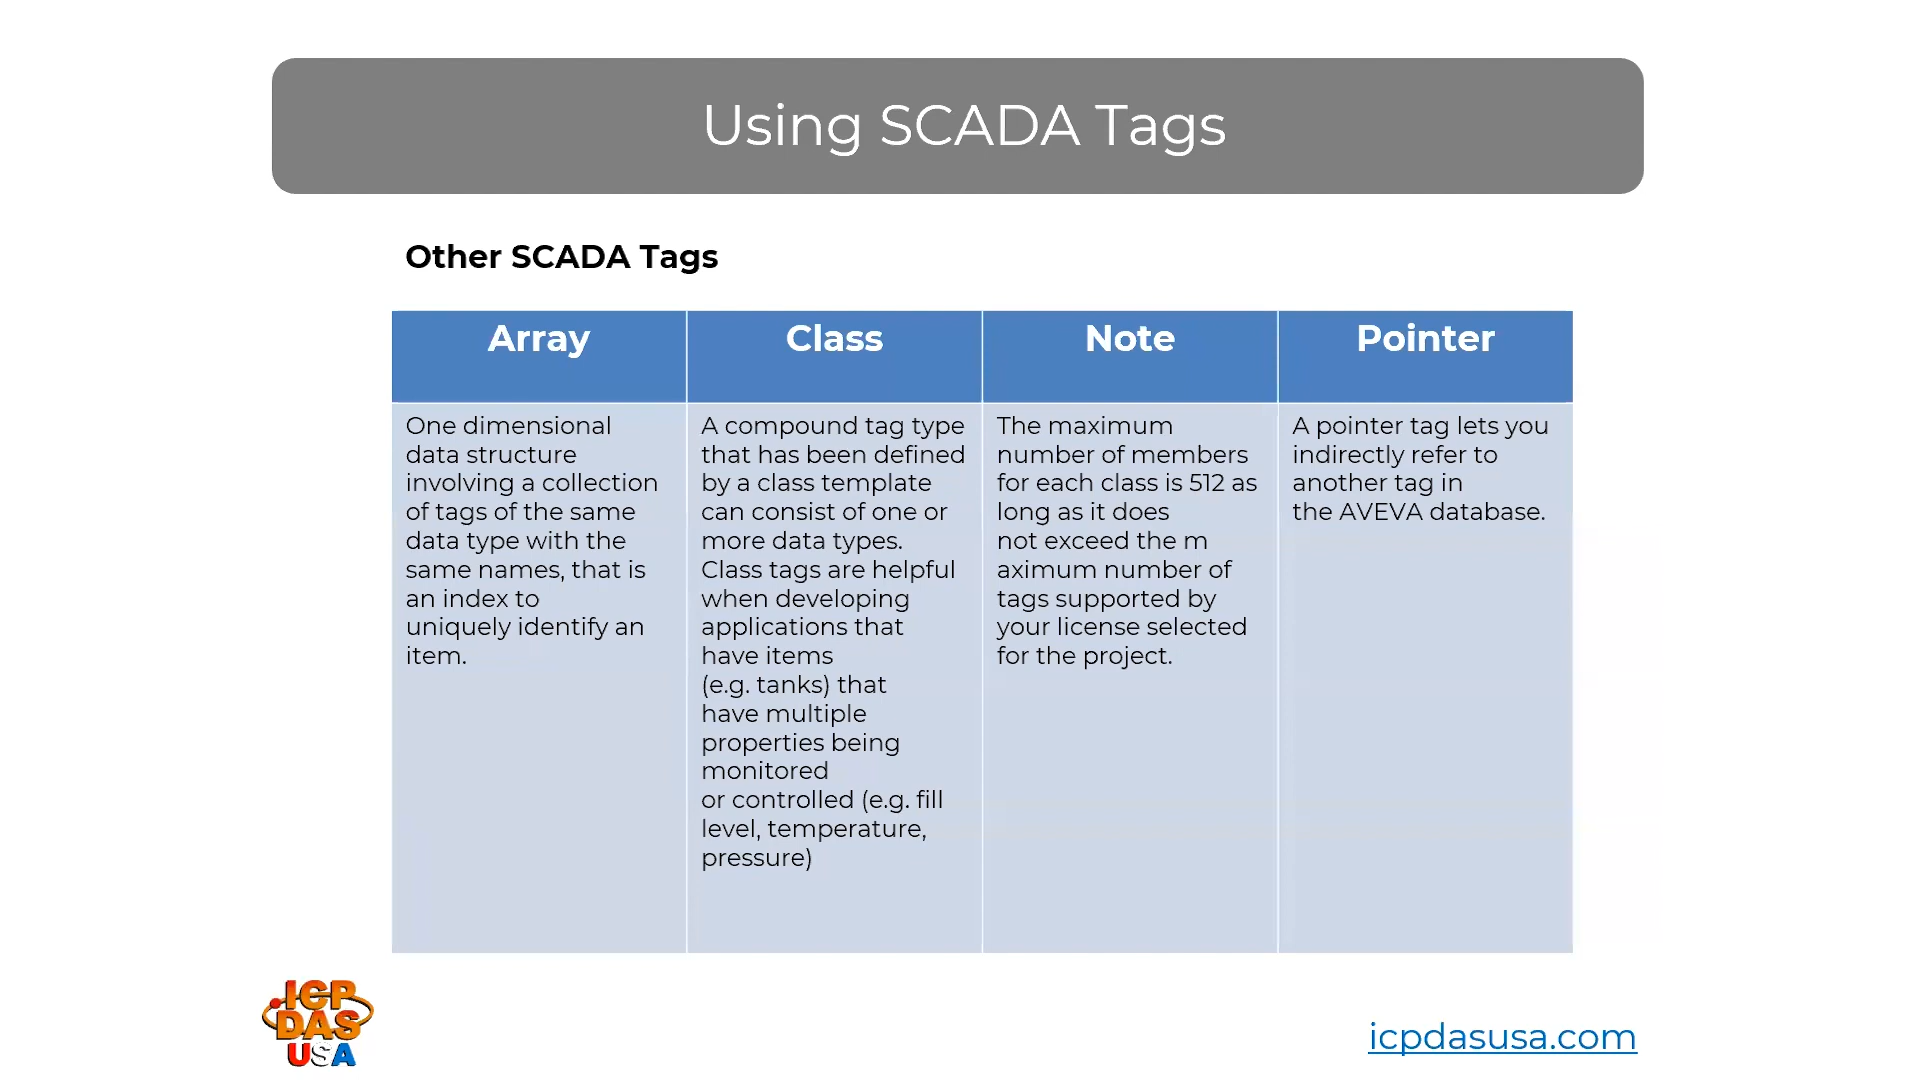 Using SCADA Tags
Other SCADA Tags
Array
Class
Note
Pointer
One dimensional
data structure
involving a collection
of tags of the same
data type with the
same names, that is
an index to
uniquely identify an
item.
A compound tag type
that has been defined
by a class template
can consist of one or
more data types.
Class tags are helpful
when developing
applications that
have items
(e.g. tanks) that
have multiple
properties being
monitored
or controlled (e.g. fill
level, temperature,
pressure)
The maximum
number of members
for each class is 512 as
long as it does
not exceed the m
aximum number of
tags supported by
your license selected
for the project.
A pointer tag lets you
indirectly refer to
another tag in
the AVEVA database.
ICP
DAS
USA
icpdasusa.com